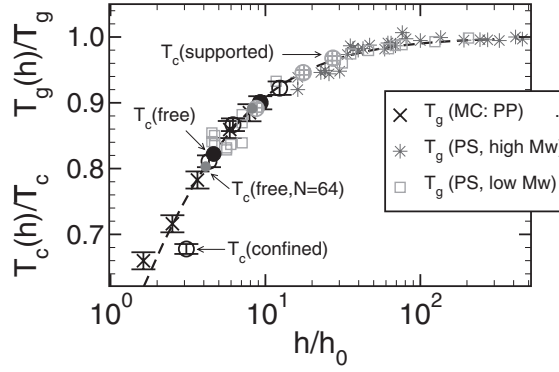 T_c(h)/T_c T_g(h)/T_g
1.0
0.9
0.8
0.7
T_c(supported)
T_c(free)
T_c(free,N=64)
T_c(confined)
T_g (MC: PP)
T_g (PS, high Mw)
T_g (PS, low Mw)
10^0 10^1 10^2
h/h_0